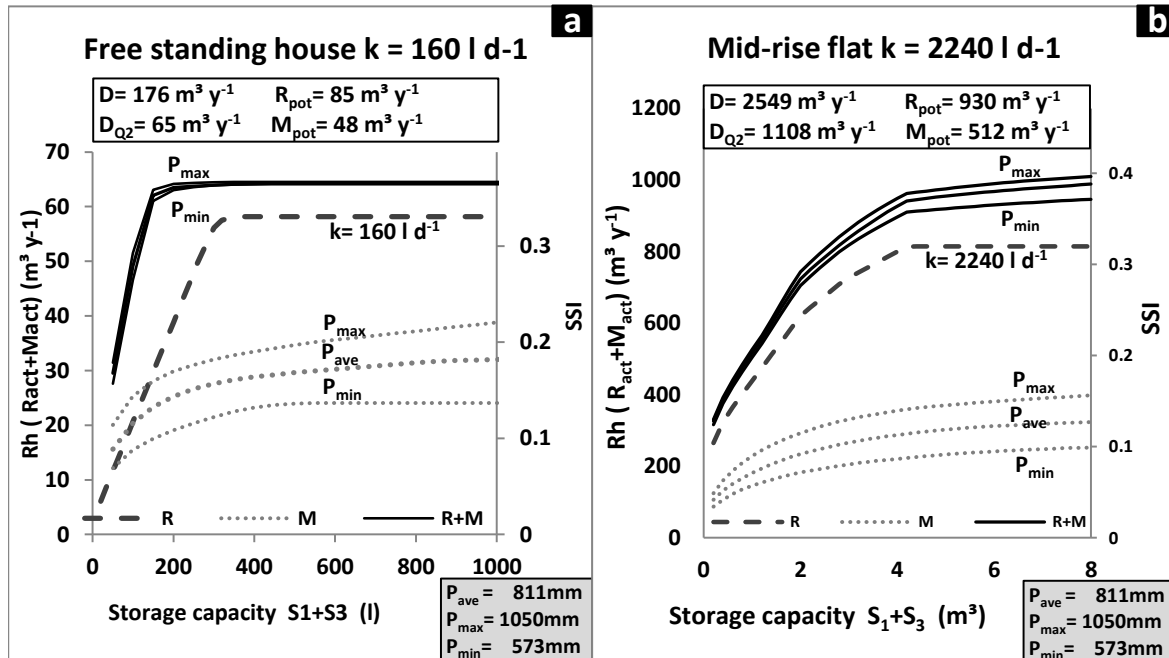 a
Free standing house k = 160 l d-1
D= 176 m³ y⁻¹ R_pot= 85 m³ y⁻¹
D_Q2= 65 m³ y⁻¹ M_pot= 48 m³ y⁻¹
70
60
50
40
30
20
10
0
Rh ( Ract+Mact) (m³ y-1)
P_max
P_min
k= 160 l d⁻¹
P_max
P_ave
P_min
R M R+M
0.3
0.2
0.1
0
SSI
0 200 400 600 800 1000
Storage capacity S1+S3 (l)
P_ave = 811mm
P_max = 1050mm
P_min = 573mm
b
Mid-rise flat k = 2240 l d-1
D= 2549 m³ y⁻¹ R_pot= 930 m³ y⁻¹
D_Q2= 1108 m³ y⁻¹ M_pot= 512 m³ y⁻¹
1200
1000
800
600
400
200
0
Rh ( R_act+M_act) (m³ y⁻¹)
P_max
P_min
k= 2240 l d⁻¹
P_max
P_ave
P_min
R M R+M
0.4
0.3
0.2
0.1
0
SSI
0 2 4 6 8
Storage capacity S₁+S₃ (m³)
P_ave = 811mm
P_max = 1050mm
P_min = 573mm